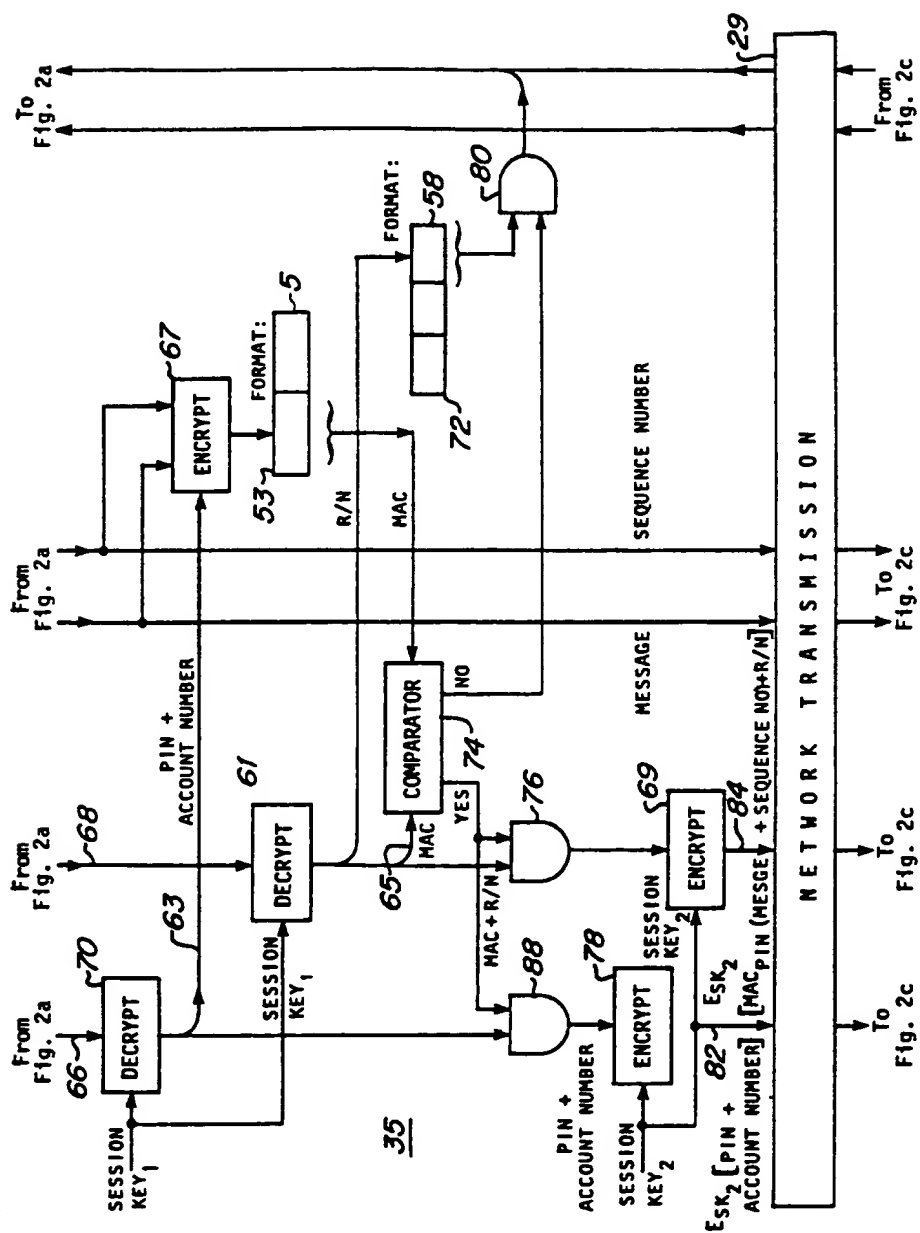 From
Fig. 2a
66
70
DECRYPT
SESSION
KEY1
63
From
Fig. 2a
68
61
DECRYPT
SESSION
KEY1
PIN +
ACCOUNT NUMBER
From
Fig. 2a
67
ENCRYPT
FORMAT:
53
5
To
Fig. 2a
29
R/N
MAC
FORMAT:
58
72
80
65
MAC
COMPARATOR
YES
NO
74
MAC + R/N
88
76
35
PIN +
ACCOUNT NUMBER
78
ENCRYPT
SESSION
KEY2
SESSION
KEY2
69
ENCRYPT
84
82
MESSAGE
SEQUENCE NUMBER
ESK2 [PIN +
ACCOUNT NUMBER]
ESK2
[MACPIN (MESGE + SEQUENCE NO)+R/N]
NETWORK TRANSMISSION
To
Fig. 2c
To
Fig. 2c
To
Fig. 2c
From
Fig. 2c